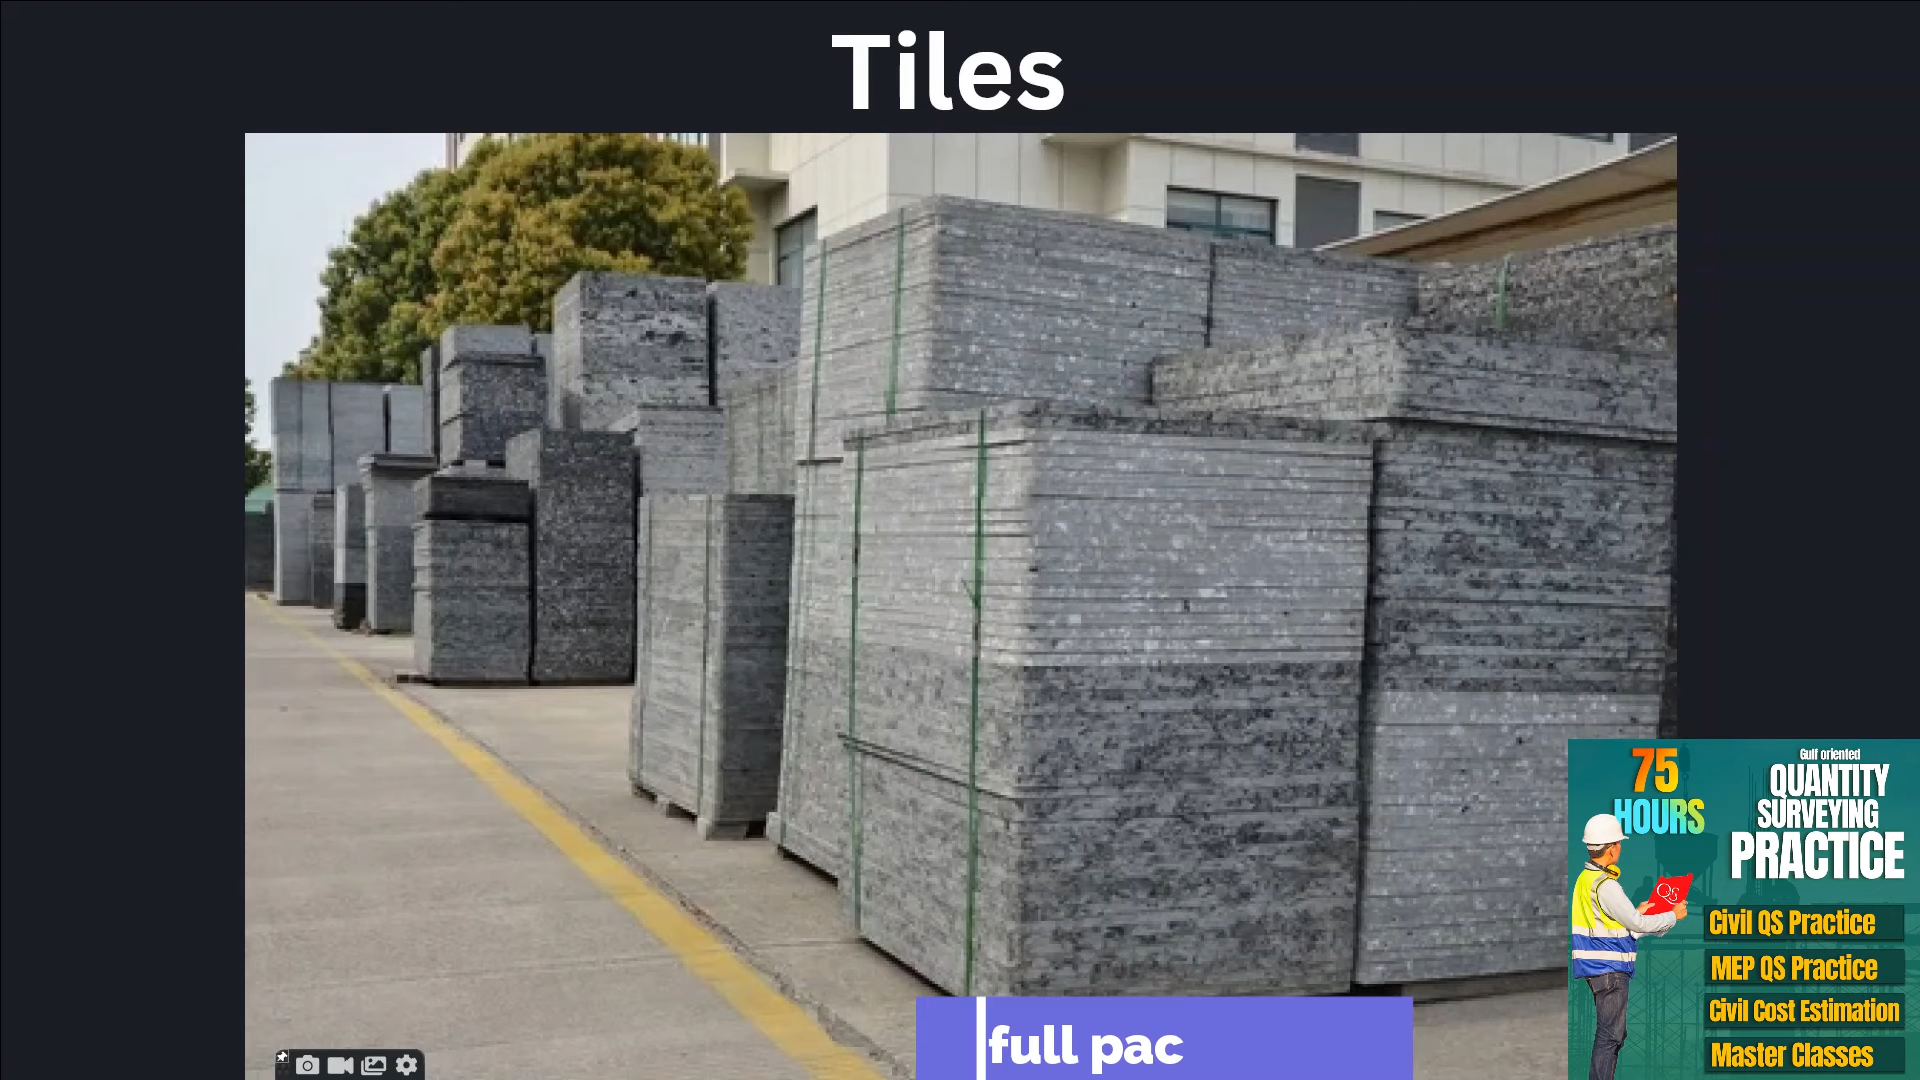 Tiles
75
HOURS
Gulf oriented
QUANTITY
SURVEYING
PRACTICE
QS
Civil QS Practice
MEP QS Practice
Civil Cost Estimation
Master Classes
full pac